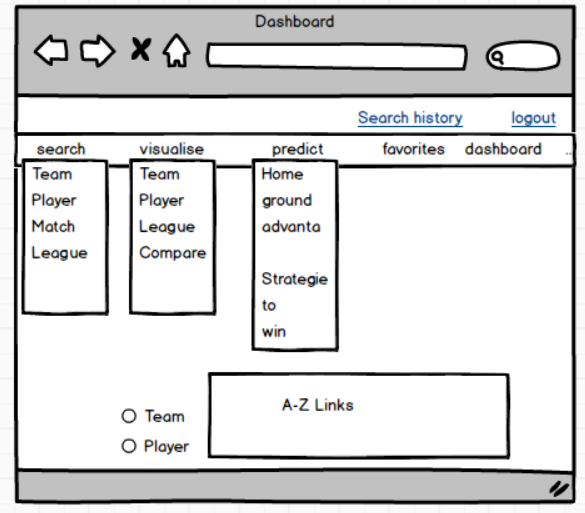 Dashboard
Search history logout
search visualise predict favorites dashboard ..
Team
Player
Match
League
Team
Player
League
Compare
Home
ground
advanta
Strategie
to
win
A-Z Links
Team
Player